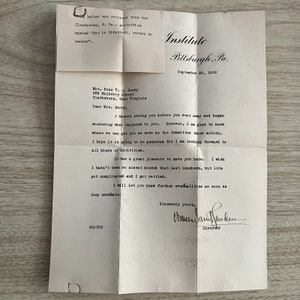 This letter was returned from the
Clarksburg, W. Va., postoffice
marked "Not in Directory, return to
sender".
Institute
Pittsburgh, Pa.
September 20, 1932
Mrs. Rose V. S. Berry
Mulberry Street
Clarksburg, West Virginia
Dear Mrs. Berry:
I missed seeing you before you went away and began
wondering what happened to you. However, I am glad to know
where we can get you as soon as the Committee takes action.
I hope it is going to be generous for I am looking forward to
all kinds of activities.
It was a great pleasure to have you here. I wish
I hadn't been so absent minded that last luncheon, but life
got complicated and I got rattled.
I will let you know further eventualities as soon as
they eventuate.
Sincerely yours,
Director